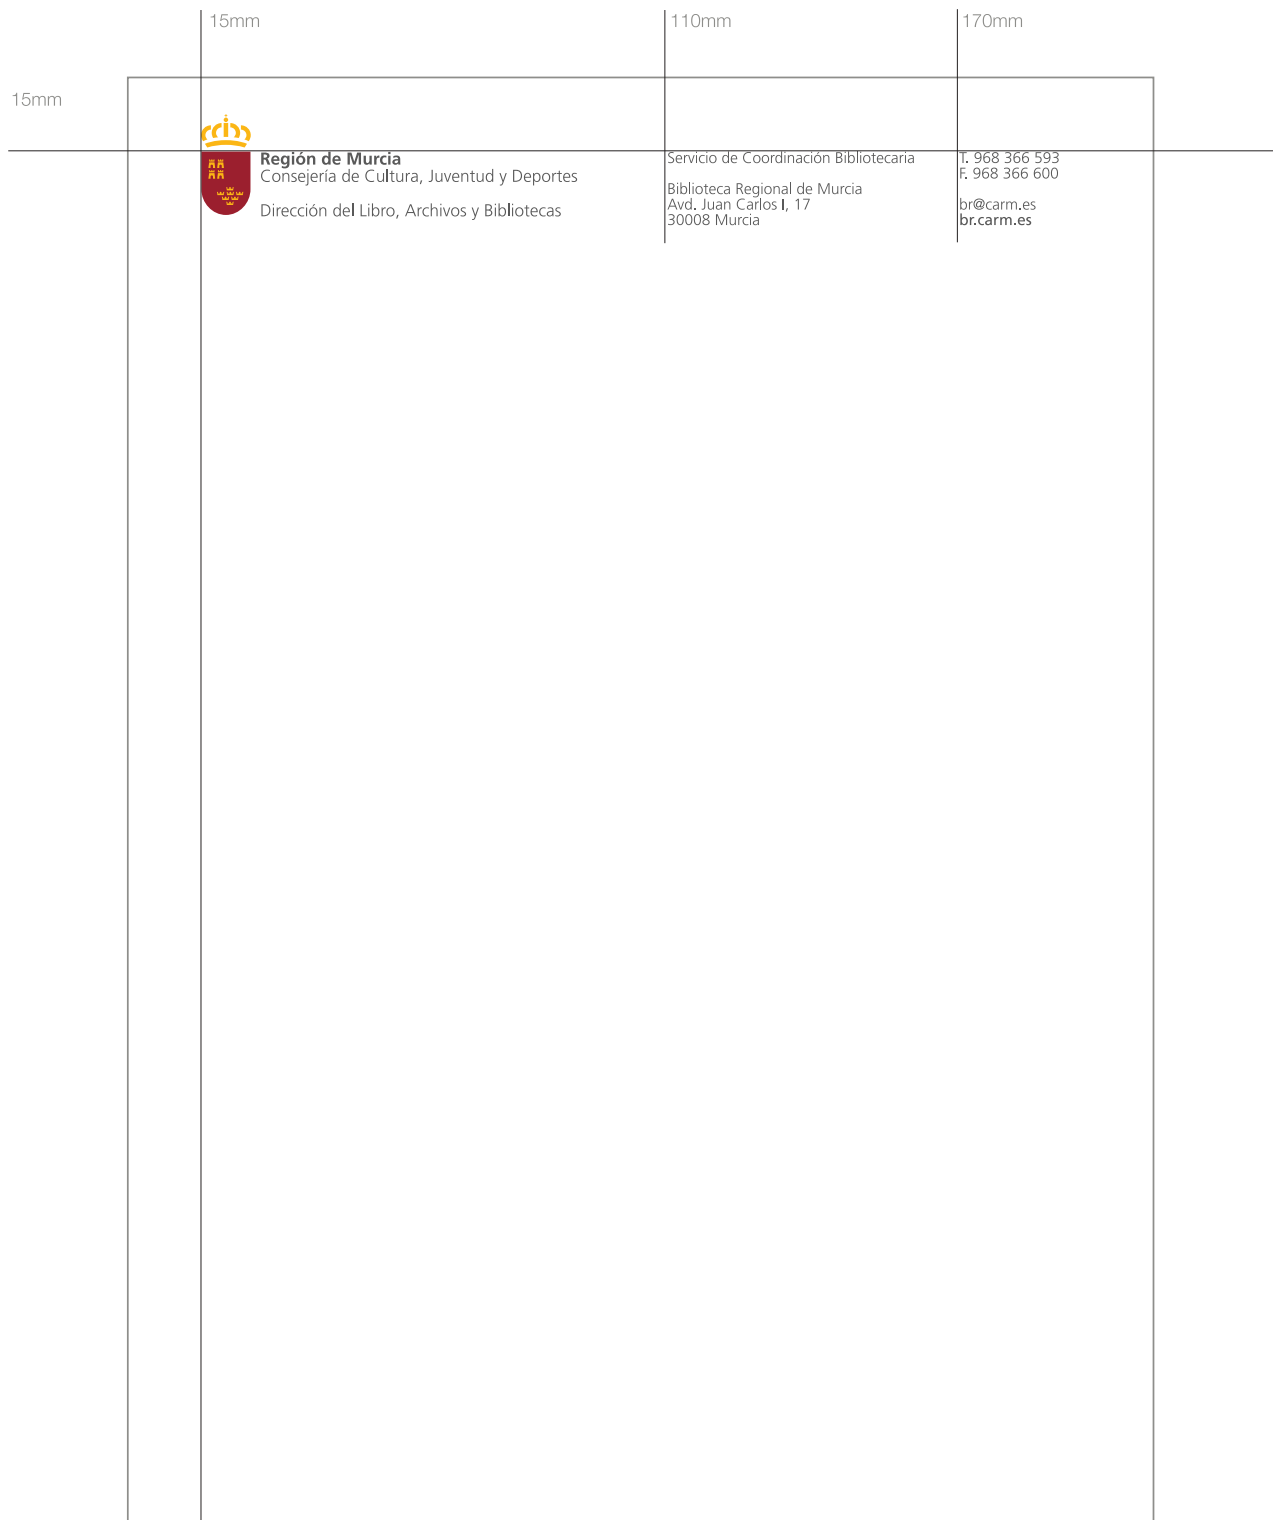 15mm
110mm
170mm
15mm
Región de Murcia
Consejería de Cultura, Juventud y Deportes
Dirección del Libro, Archivos y Bibliotecas
Servicio de Coordinación Bibliotecaria
Biblioteca Regional de Murcia
Avd. Juan Carlos I, 17
30008 Murcia
T. 968 366 593
F. 968 366 600
br@carm.es
br.carm.es